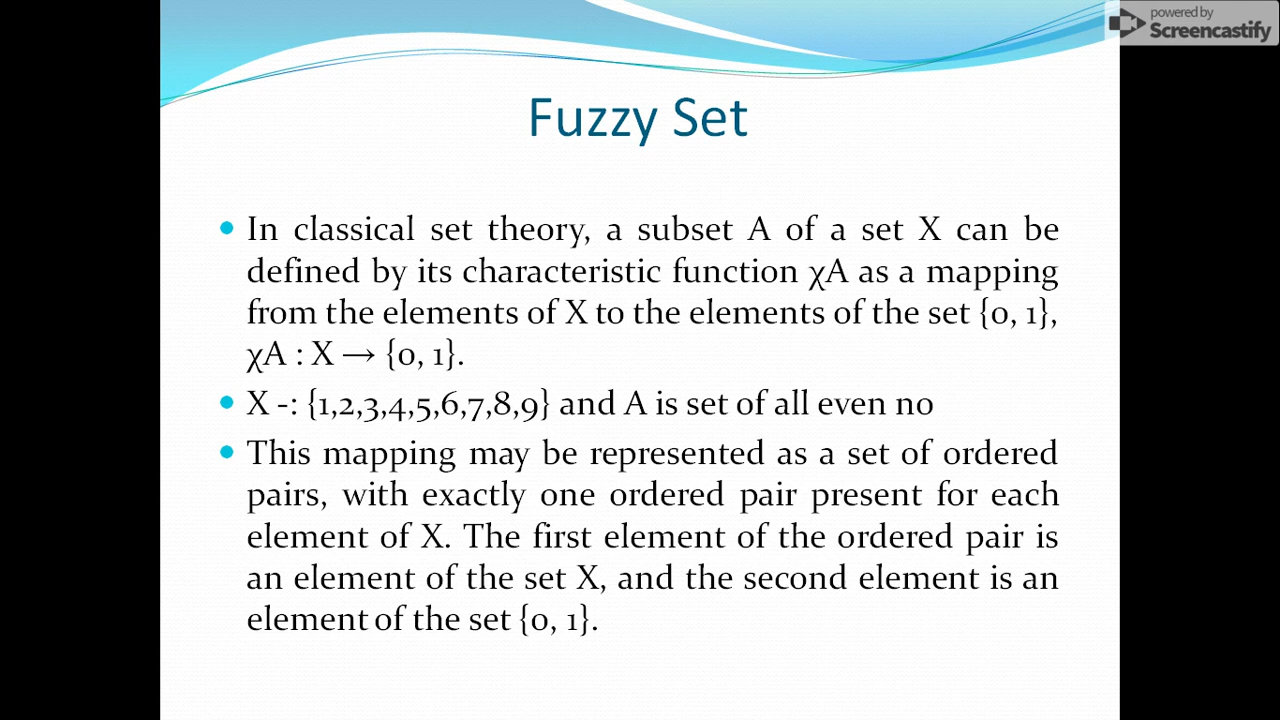 powered by
Screencastify
Fuzzy Set
In classical set theory, a subset A of a set X can be
defined by its characteristic function χA as a mapping
from the elements of X to the elements of the set {0, 1},
χA : X → {0, 1}.
X -: {1,2,3,4,5,6,7,8,9} and A is set of all even no
This mapping may be represented as a set of ordered
pairs, with exactly one ordered pair present for each
element of X. The first element of the ordered pair is
an element of the set X, and the second element is an
element of the set {0, 1}.